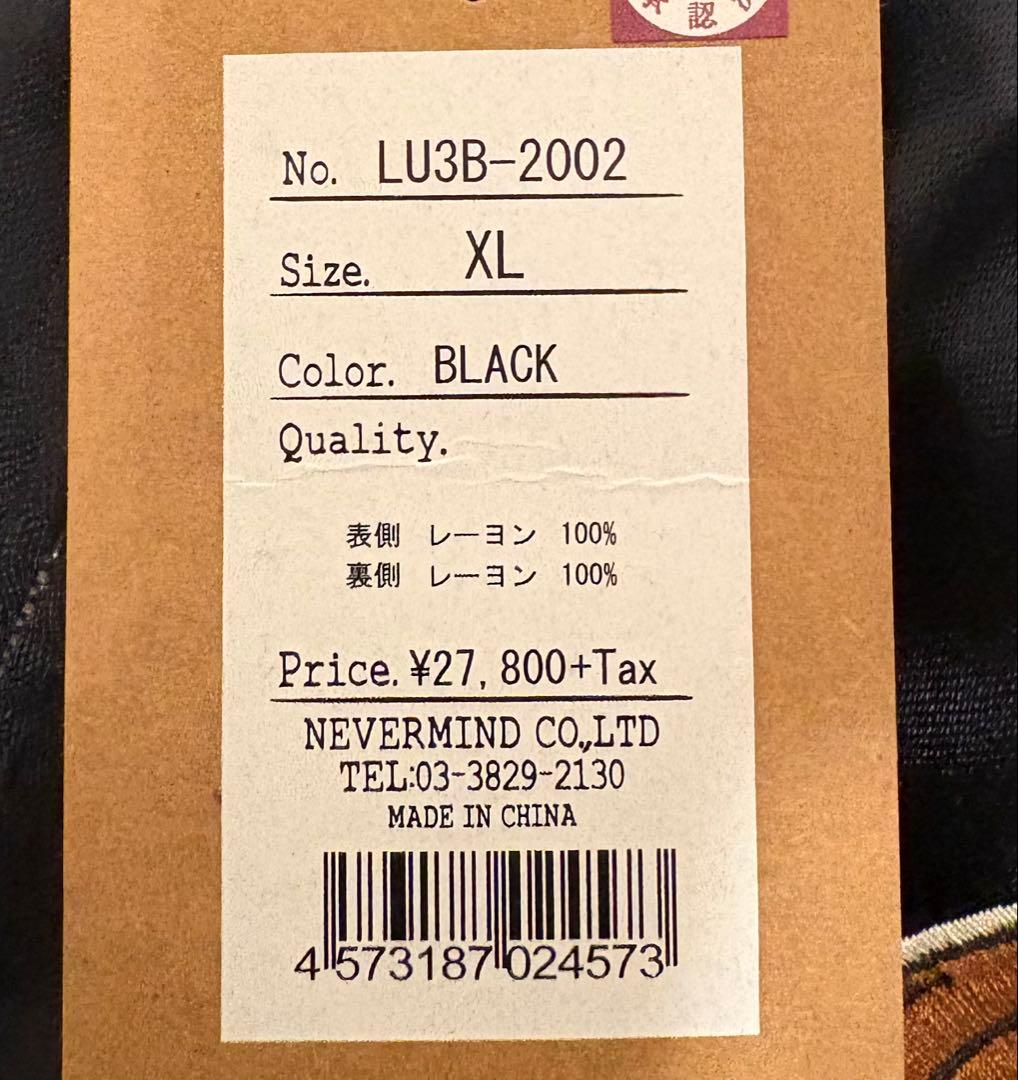 認
No. LU3B-2002
Size. XL
Color. BLACK
Quality.
表側 レーヨン 100%
裏側 レーヨン 100%
Price. ¥27,800+Tax
NEVERMIND CO.,LTD
TEL:03-3829-2130
MADE IN CHINA
4 573187 024573